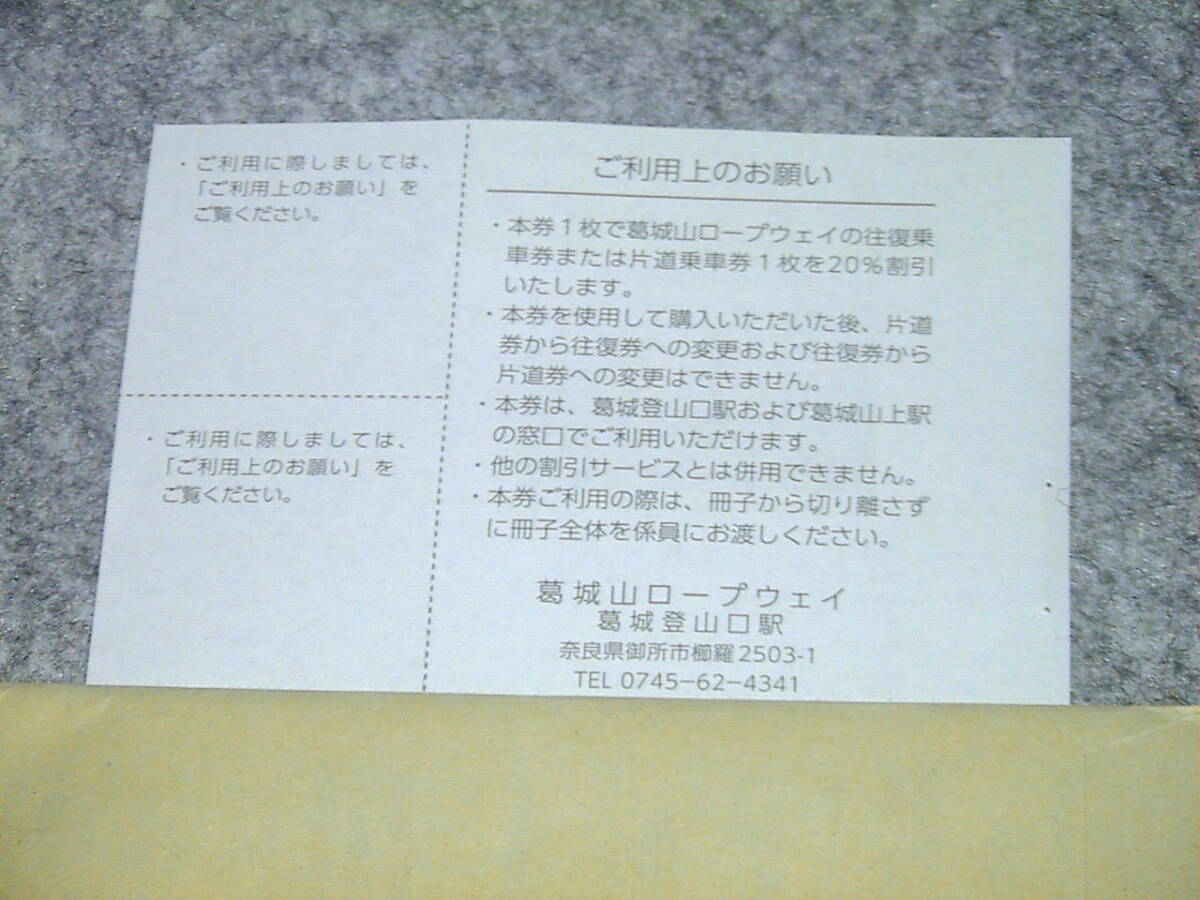 ・ご利用に際しましては、
「ご利用上のお願い」を
ご覧ください。
・ご利用に際しましては、
「ご利用上のお願い」を
ご覧ください。
ご利用上のお願い
・本券1枚で葛城山ロープウェイの往復乗
車券または片道乗車券1枚を20%割引
いたします。
・本券を使用して購入いただいた後、片道
券から往復券への変更および往復券から
片道券への変更はできません。
・本券は、葛城登山口駅および葛城山上駅
の窓口でご利用いただけます。
・他の割引サービスとは併用できません。
・本券ご利用の際は、冊子から切り離さず
に冊子全体を係員にお渡しください。
葛城山ロープウェイ
葛城登山口駅
奈良県御所市櫛羅2503-1
TEL 0745-62-4341